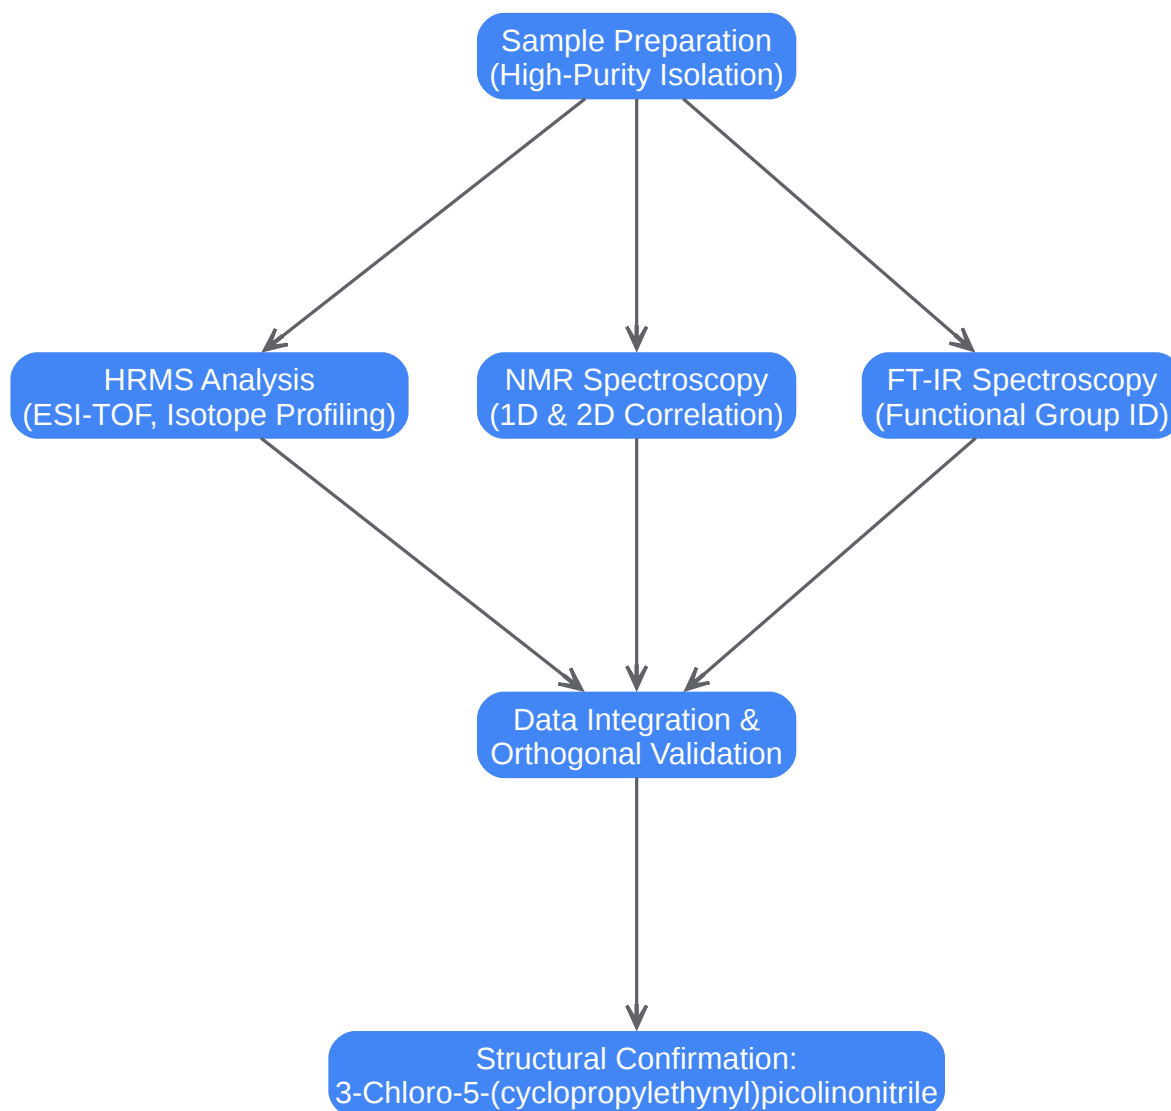 Sample Preparation
(High-Purity Isolation)
HRMS Analysis
(ESI-TOF, Isotope Profiling)
NMR Spectroscopy
(1D & 2D Correlation)
FT-IR Spectroscopy
(Functional Group ID)
Data Integration &
Orthogonal Validation
Structural Confirmation:
3-Chloro-5-(cyclopropylethynyl)picolinonitrile